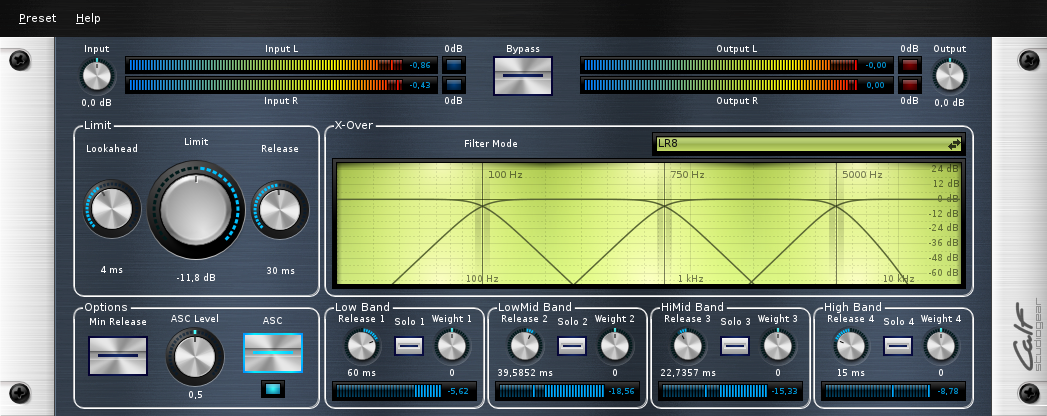 Preset Help
Input Input L 0dB Bypass Output L 0dB Output
-0,86 -0,00
-0,43 0,00
0,0 dB Input R 0dB Output R 0dB 0,0 dB
Limit X-Over
Lookahead Limit Release Filter Mode LR8
100 Hz 750 Hz 5000 Hz 24 dB
12 dB
0 dB
-12 dB
-24 dB
-36 dB
-48 dB
-60 dB
4 ms -11,8 dB 30 ms
100 Hz 1 kHz 10 kHz
Options Low Band LowMid Band HiMid Band High Band
Min Release ASC Level ASC
Release 1 Solo 1 Weight 1 Release 2 Solo 2 Weight 2 Release 3 Solo 3 Weight 3 Release 4 Solo 4 Weight 4
60 ms 0 39,5852 ms 0 22,7357 ms 0 15 ms 0
0,5 -5,62 -18,56 -15,33 -8,78
Calf
studiogear